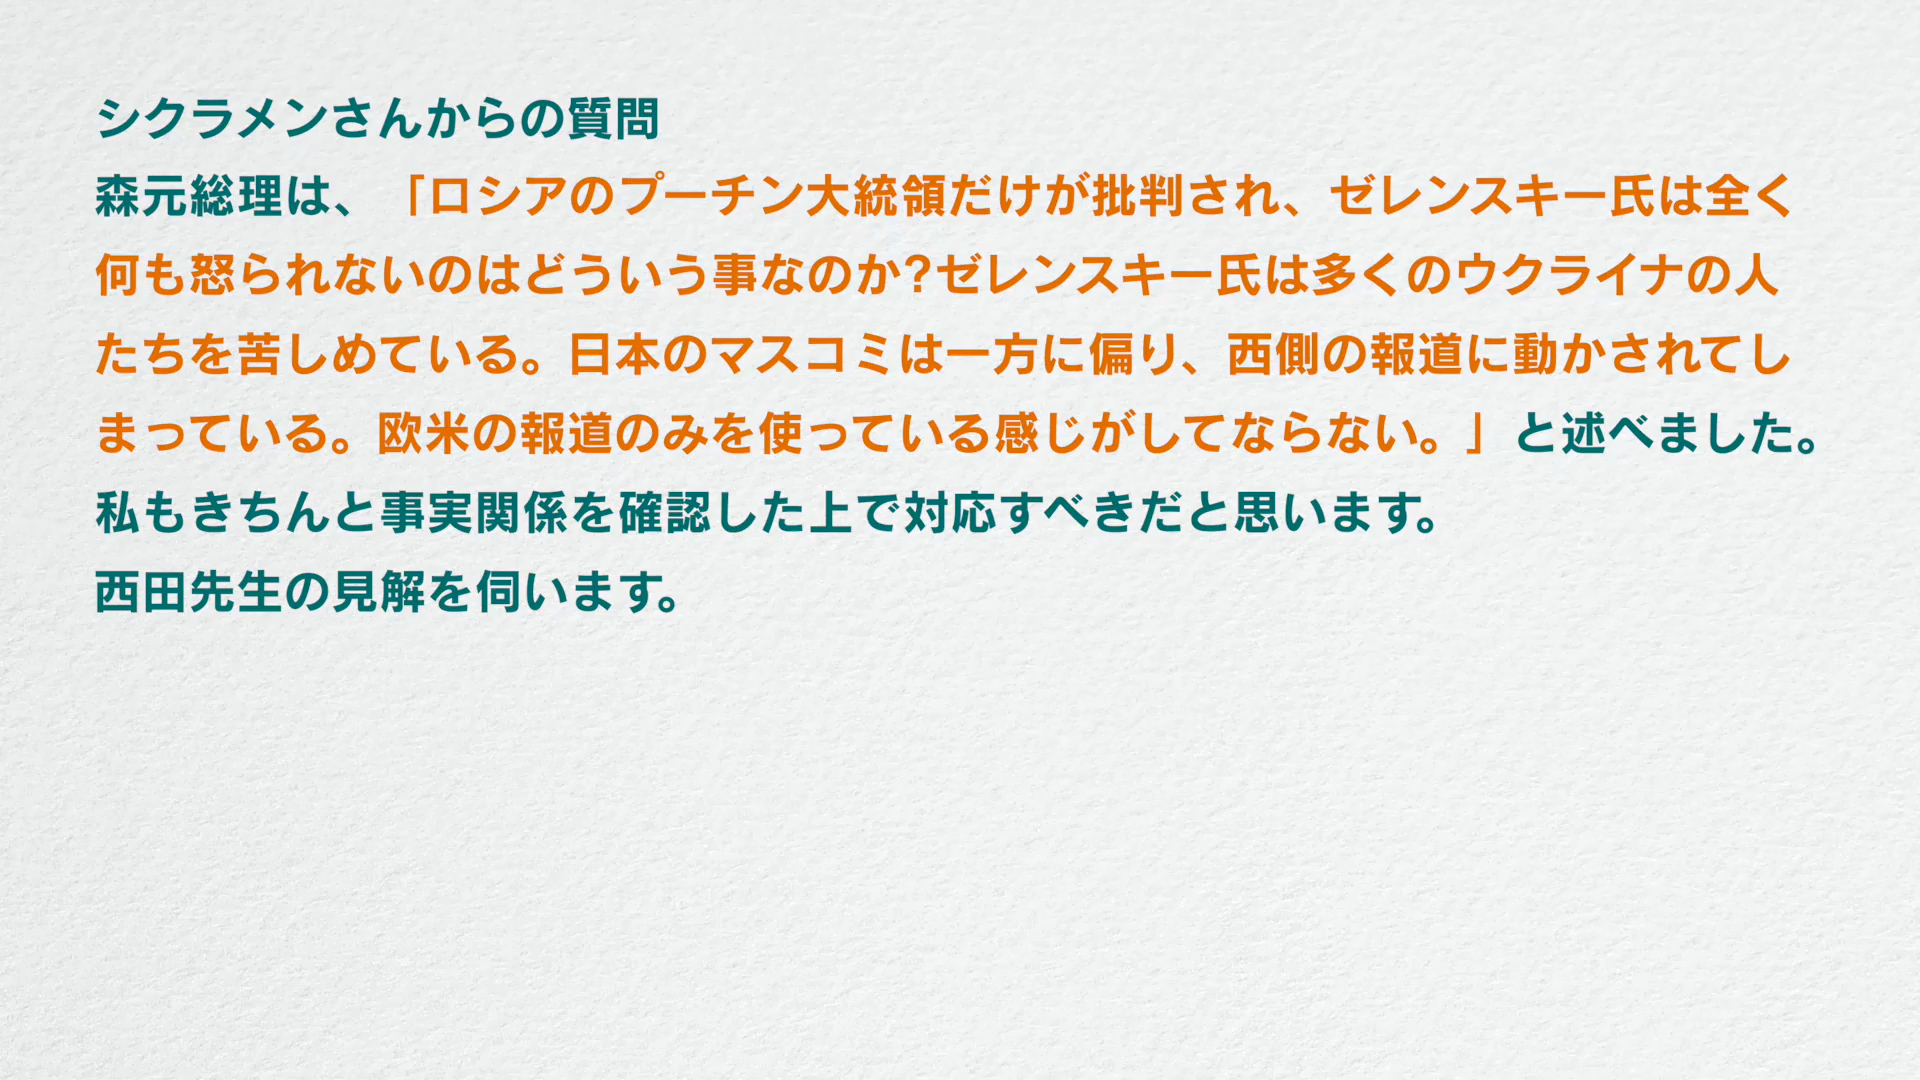 シクラメンさんからの質問
森元総理は、「ロシアのプーチン大統領だけが批判され、ゼレンスキー氏は全く
何も怒られないのはどういう事なのか?ゼレンスキー氏は多くのウクライナの人
たちを苦しめている。日本のマスコミは一方に偏り、西側の報道に動かされてし
まっている。欧米の報道のみを使っている感じがしてならない。」と述べました。
私もきちんと事実関係を確認した上で対応すべきだと思います。
西田先生の見解を伺います。